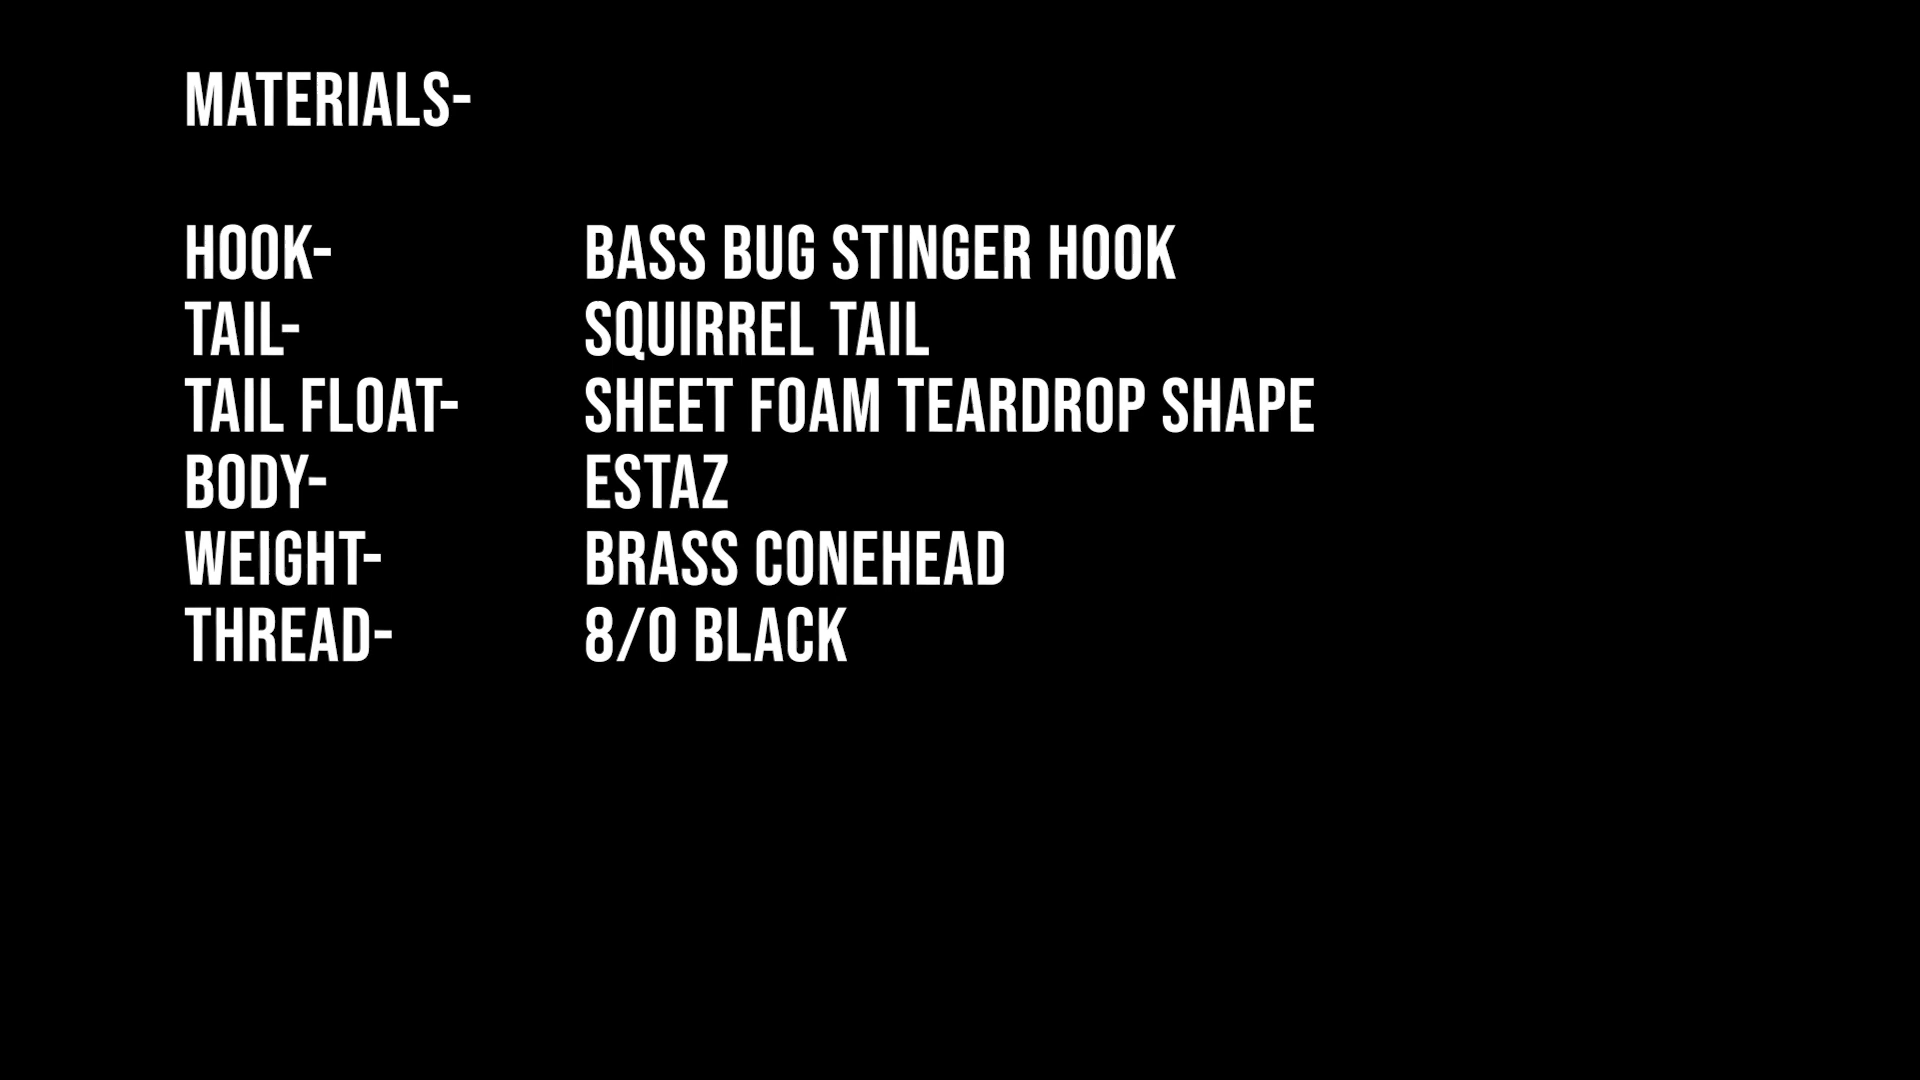 MATERIALS-
HOOK- BASS BUG STINGER HOOK
TAIL- SQUIRREL TAIL
TAIL FLOAT- SHEET FOAM TEARDROP SHAPE
BODY- ESTAZ
WEIGHT- BRASS CONEHEAD
THREAD- 8/0 BLACK